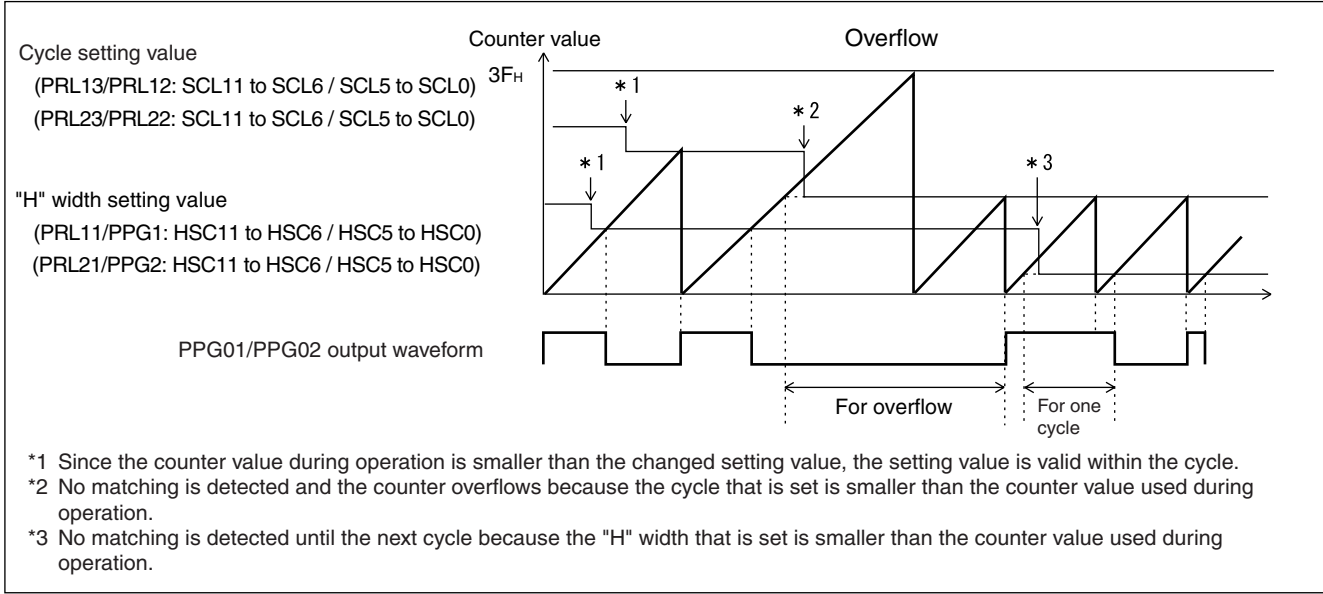 Cycle setting value
(PRL13/PRL12: SCL11 to SCL6 / SCL5 to SCL0)
(PRL23/PRL22: SCL11 to SCL6 / SCL5 to SCL0)
"H" width setting value
(PRL11/PPG1: HSC11 to HSC6 / HSC5 to HSC0)
(PRL21/PPG2: HSC11 to HSC6 / HSC5 to HSC0)
Counter value
Overflow
3FH
*1
*2
*1
*3
PPG01/PPG02 output waveform
For overflow
For one
cycle
*1 Since the counter value during operation is smaller than the changed setting value, the setting value is valid within the cycle.
*2 No matching is detected and the counter overflows because the cycle that is set is smaller than the counter value used during
operation.
*3 No matching is detected until the next cycle because the "H" width that is set is smaller than the counter value used during
operation.